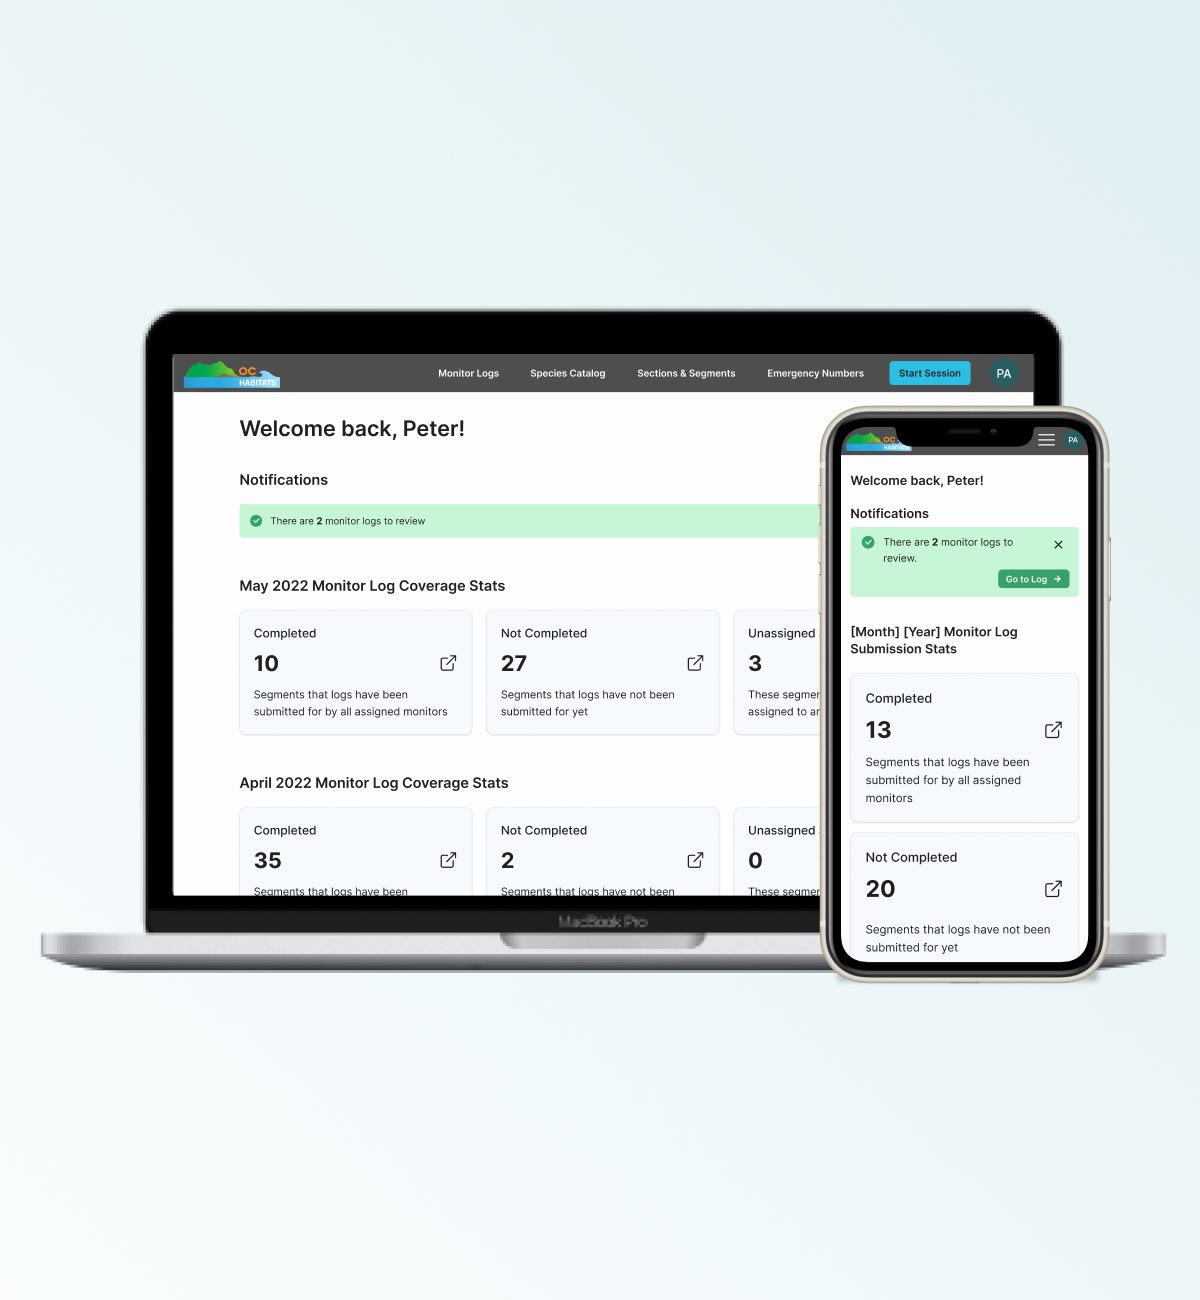 OC
HABITATS
Monitor Logs
Species Catalog
Sections & Segments
Emergency Numbers
Start Session
PA
Welcome back, Peter!
Notifications
There are 2 monitor logs to review
May 2022 Monitor Log Coverage Stats
Completed
10
Segments that logs have been
submitted for by all assigned monitors
Not Completed
27
Segments that logs have not been
submitted for yet
Unassigned
3
These
assigned to
April 2022 Monitor Log Coverage Stats
Completed
35
Segments that logs have been
Not Completed
2
Segments that logs have not been
Unassigned
0
These
MacBook Pro
OC
HABITATS
PA
Welcome back, Peter!
Notifications
There are 2 monitor logs to
review.
Go to Log
[Month] [Year] Monitor Log
Submission Stats
Completed
13
Segments that logs have been
submitted for by all assigned
monitors
Not Completed
20
Segments that logs have not been
submitted for yet